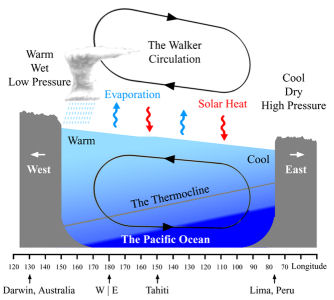 The Walker
Circulation
Warm
Wet
Low Pressure
Cool
Dry
High Pressure
Evaporation
Solar Heat
Warm
Cool
West
East
The Thermocline
The Pacific Ocean
120 130 140 150 160 170 180 170 160 150 140 130 120 110 100 90 80 70 60 50 Longitude
Darwin, Australia W | E Tahiti Lima, Peru